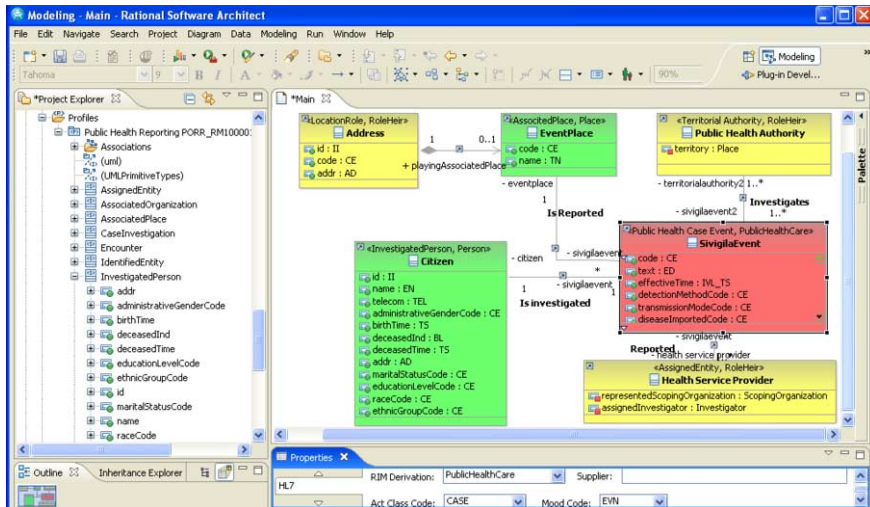 Modeling - Main - Rational Software Architect
File Edit Navigate Search Project Diagram Data Modeling Run Window Help
Modeling
Tahoma 9 B I A 90% Plug-in Devel...
*Project Explorer
Profiles
Public Health Reporting PORR_RM10000
Associations
(uml)
(UMLPrimitiveTypes)
AssignedEntity
AssociatedOrganization
AssociatedPlace
CaseInvestigation
Encounter
IdentifiedEntity
InvestigatedPerson
addr
administrativeGenderCode
birthTime
deceasedInd
deceasedTime
educationLevelCode
ethnicGroupCode
id
maritalStatusCode
name
raceCode
Outline Inheritance Explorer
*Main
Palette
«LocationRole, RoleHeir»
Address
id : II
code : CE
addr : AD
1 0..1
+ playingAssociatedPlace
«AssocitedPlace, Place»
EventPlace
code : CE
name : TN
«Territorial Authority, RoleHeir»
Public Health Authority
territory : Place
- eventplace
1
Is Reported
- territorialauthority2 1..*
Investigates
- sivigilaevent2 1..*
«InvestigatedPerson, Person»
Citizen
id : II
name : EN
telecom : TEL
administrativeGenderCode : CE
birthTime : TS
deceasedInd : BL
deceasedTime : TS
addr : AD
maritalStatusCode : CE
educationLevelCode : CE
raceCode : CE
ethnicGroupCode : CE
- citizen
- sivigilaevent
*
1
- sivigilaevent
1
Is investigated
«Public Health Case Event, PublicHealthCare»
SivigilaEvent
code : CE
text : ED
effectiveTime : IVL_TS
detectionMethodCode : CE
transmissionModeCode : CE
diseaseImportedCode : CE
- sivigilaevent
Reported
- health service provider
«AssignedEntity, RoleHeir»
Health Service Provider
representedScopingOrganization : ScopingOrganization
assignedInvestigator : Investigator
Properties
HL7
RIM Derivation: PublicHealthCare Supplier:
Act Class Code: CASE Mood Code: EVN